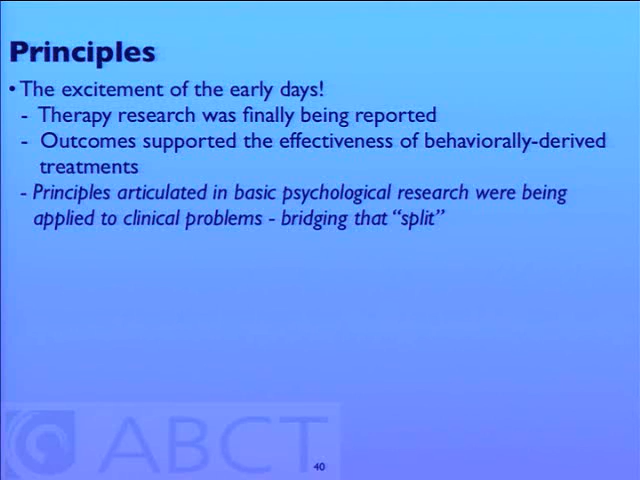 Principles
• The excitement of the early days!
- Therapy research was finally being reported
- Outcomes supported the effectiveness of behaviorally-derived
treatments
- Principles articulated in basic psychological research were being
applied to clinical problems - bridging that “split”
ABCT
40